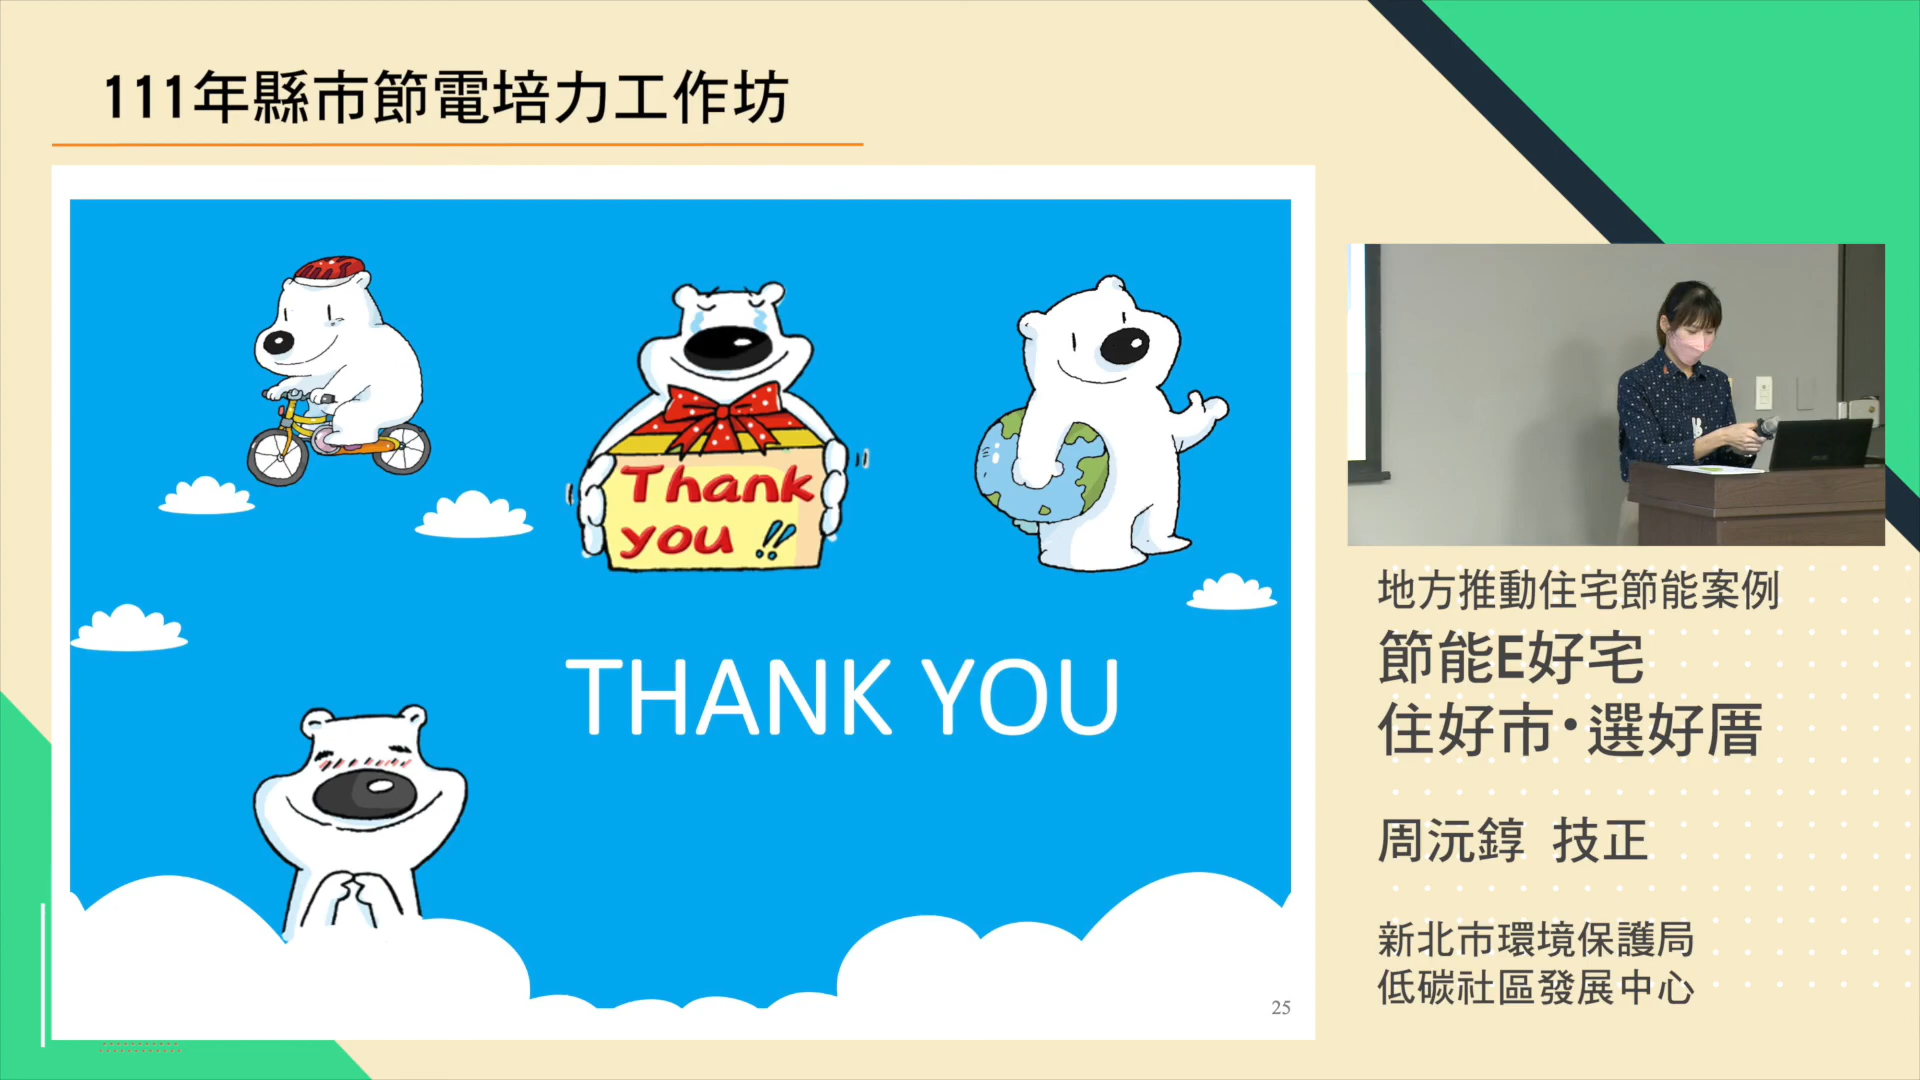 111年縣市節電培力工作坊
Thank
you !!
THANK YOU
25
地方推動住宅節能案例
節能E好宅
住好市·選好厝
周沅錞 技正
新北市環境保護局
低碳社區發展中心